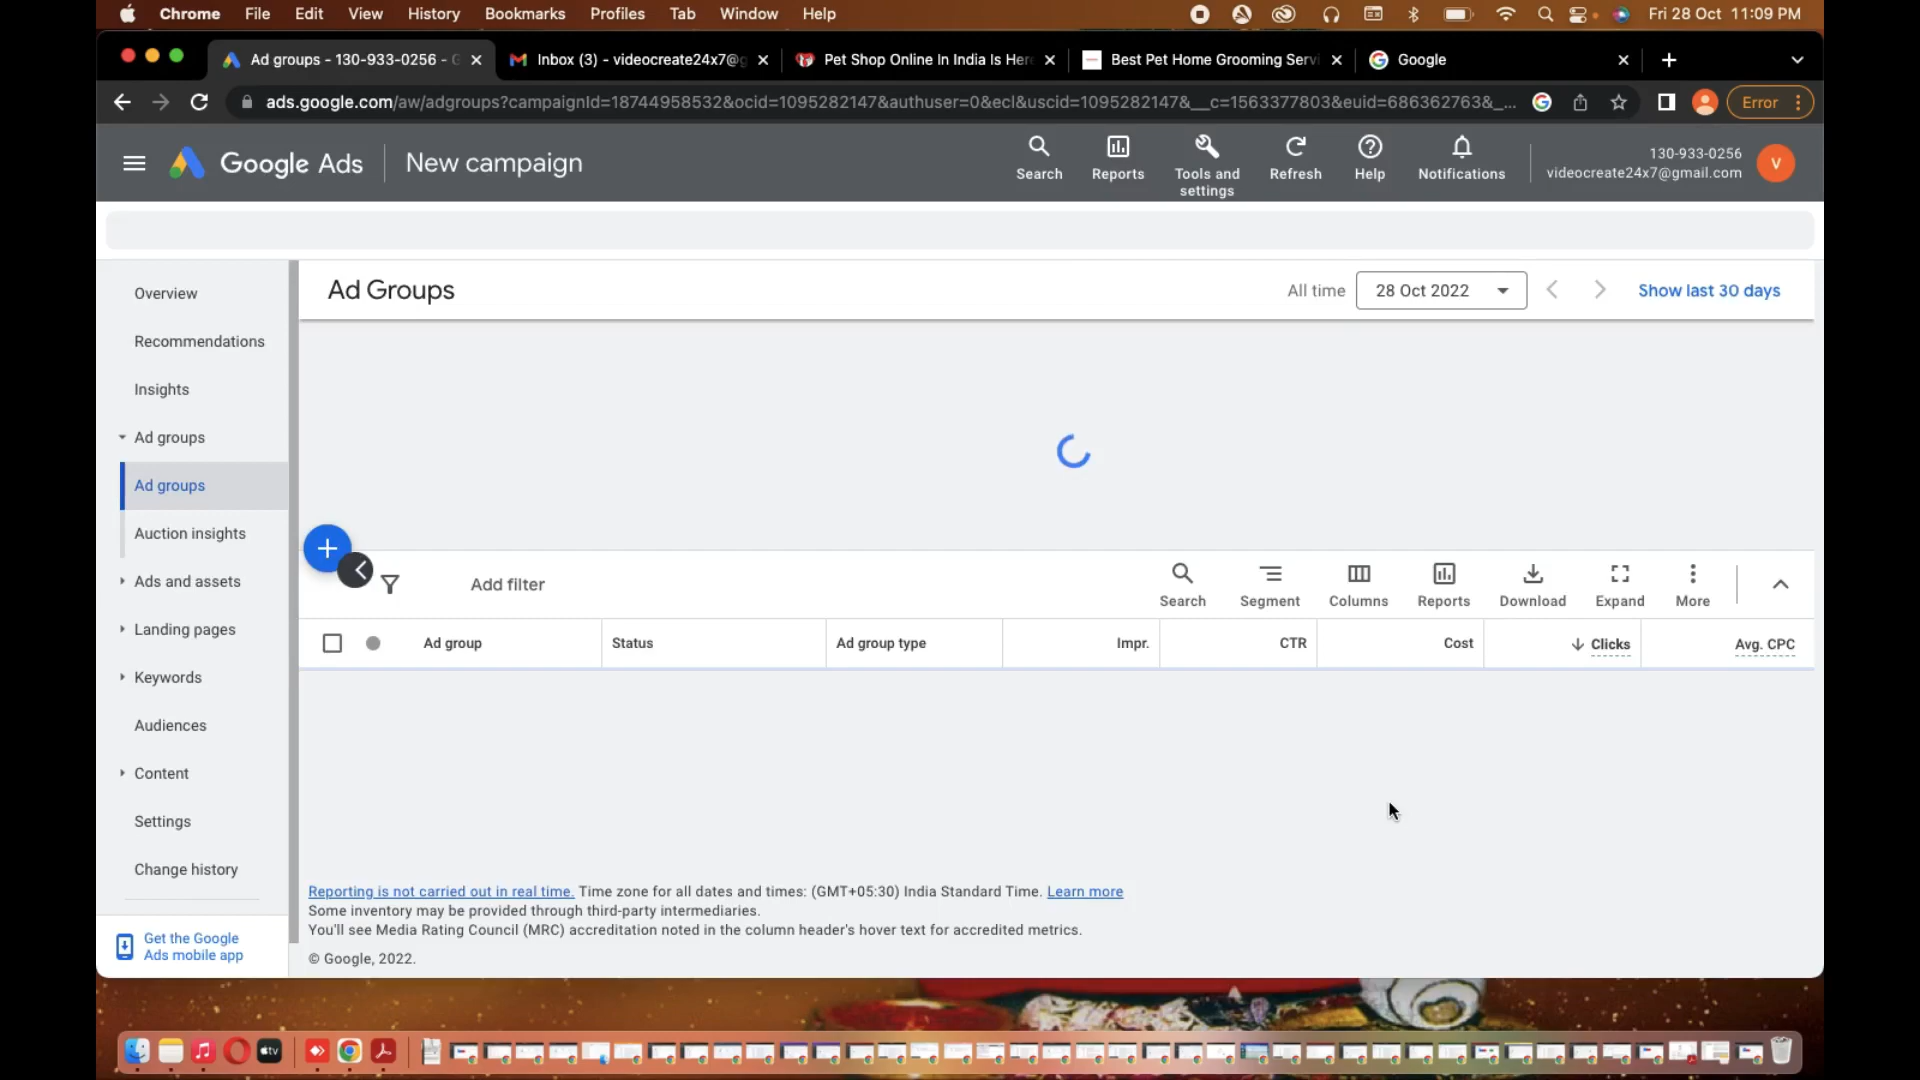 Chrome File Edit View History Bookmarks Profiles Tab Window Help Fri 28 Oct 11:09 PM
Ad groups - 130-933-0256 - G Inbox (3) - videocreate24x7@g Pet Shop Online In India Is Her Best Pet Home Grooming Servi Google
ads.google.com/aw/adgroups?campaignId=18744958532&ocid=1095282147&authuser=0&ecl&uscid=1095282147&__c=1563377803&euid=686362763&_... Error
Google Ads New campaign
Search Reports Tools and settings Refresh Help Notifications
130-933-0256
videocreate24x7@gmail.com V
Overview
Recommendations
Insights
Ad groups
Ad groups
Auction insights
Ads and assets
Landing pages
Keywords
Audiences
Content
Settings
Change history
Get the Google
Ads mobile app
Ad Groups All time 28 Oct 2022 Show last 30 days
Add filter Search Segment Columns Reports Download Expand More
Ad group Status Ad group type Impr. CTR Cost Clicks Avg. CPC
Reporting is not carried out in real time. Time zone for all dates and times: (GMT+05:30) India Standard Time. Learn more
Some inventory may be provided through third-party intermediaries.
You'll see Media Rating Council (MRC) accreditation noted in the column header's hover text for accredited metrics.
© Google, 2022.
tv